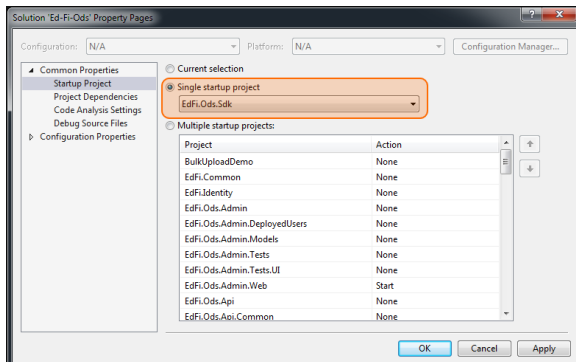 Solution 'Ed-Fi-Ods' Property Pages
Configuration: N/A Platform: N/A Configuration Manager...
Common Properties
Startup Project
Project Dependencies
Code Analysis Settings
Debug Source Files
Configuration Properties
Current selection
Single startup project
EdFi.Ods.Sdk
Multiple startup projects:
Project Action
BulkUploadDemo None
EdFi.Common None
EdFi.Identity None
EdFi.Ods.Admin None
EdFi.Ods.Admin.DeployedUsers None
EdFi.Ods.Admin.Models None
EdFi.Ods.Admin.Tests None
EdFi.Ods.Admin.Tests.UI None
EdFi.Ods.Admin.Web Start
EdFi.Ods.Api None
EdFi.Ods.Api.Common None
OK Cancel Apply